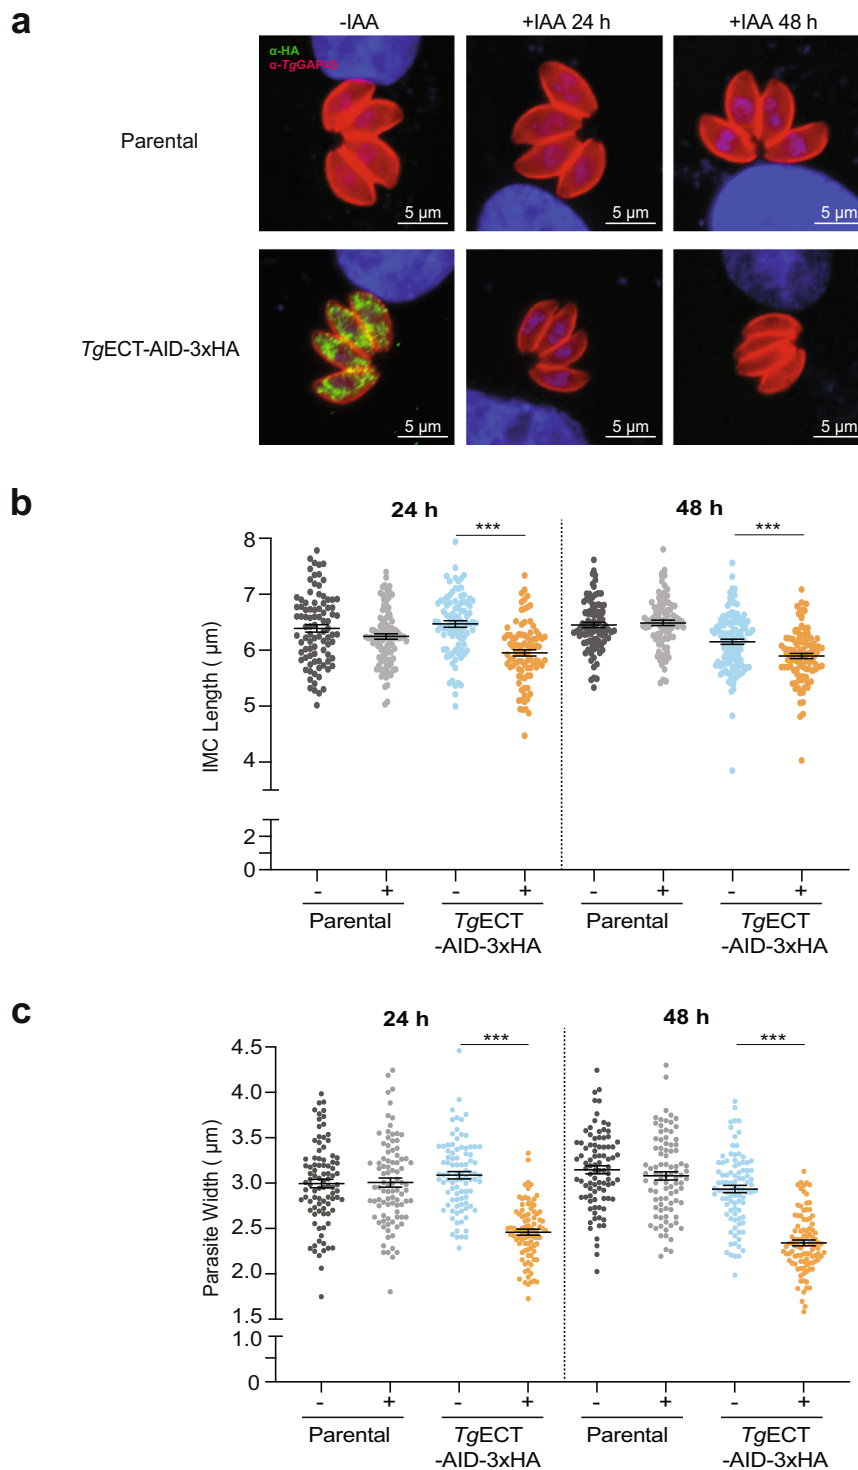 a
-IAA +IAA 24 h +IAA 48 h
α-HA
α-TgGAP45
Parental
5 µm 5 µm 5 µm
TgECT-AID-3xHA
5 µm 5 µm 5 µm
b
24 h 48 h
*** ***
IMC Length ( µm)
8
7
6
5
4
2
0
- + - + - + - +
Parental TgECT Parental TgECT
-AID-3xHA -AID-3xHA
c
24 h 48 h
*** ***
Parasite Width ( µm)
4.5
4.0
3.5
3.0
2.5
2.0
1.5
1.0
0
- + - + - + - +
Parental TgECT Parental TgECT
-AID-3xHA -AID-3xHA